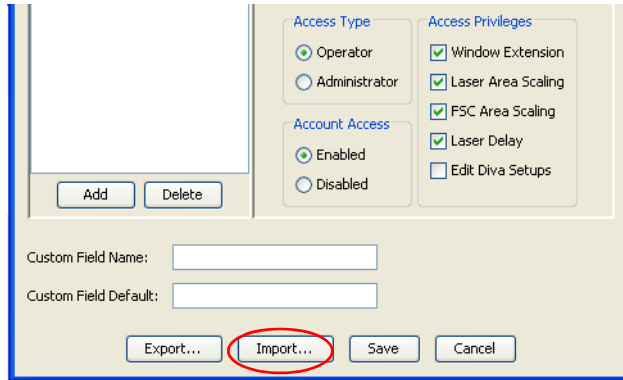 Access Type
Operator
Administrator
Account Access
Enabled
Disabled
Access Privileges
Window Extension
Laser Area Scaling
FSC Area Scaling
Laser Delay
Edit Diva Setups
Add Delete
Custom Field Name:
Custom Field Default:
Export... Import... Save Cancel